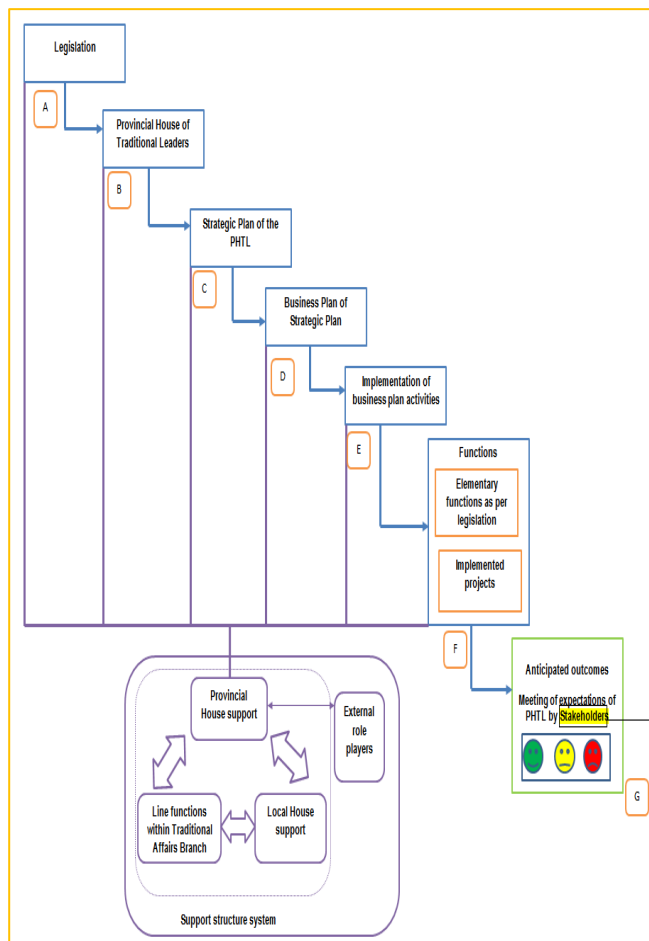 Legislation
A
Provincial House of
Traditional Leaders
B
Strategic Plan of the
PHTL
C
Business Plan of
Strategic Plan
D
Implementation of
business plan activities
E
Functions
Elementary
functions as per
legislation
Implemented
projects
F
Anticipated outcomes
Meeting of expectations of
PHTL by Stakeholders
G
Provincial
House support
External
role
players
Line functions
within Traditional
Affairs Branch
Local House
support
Support structure system